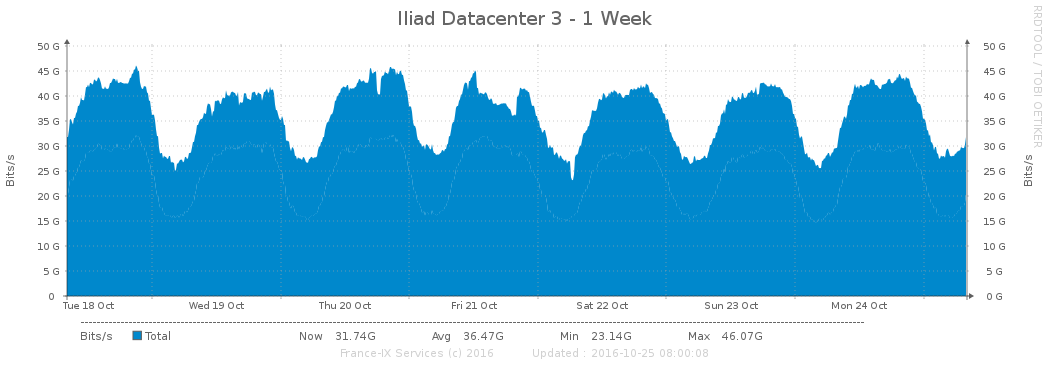 Iliad Datacenter 3 - 1 Week
RRDTOOL / TOBI OETIKER
50 G 50 G
45 G 45 G
40 G 40 G
35 G 35 G
30 G 30 G
25 G 25 G
20 G 20 G
15 G 15 G
10 G 10 G
5 G 5 G
0 0 G
Bits/s
Bits/s
Tue 18 Oct Wed 19 Oct Thu 20 Oct Fri 21 Oct Sat 22 Oct Sun 23 Oct Mon 24 Oct
Bits/s Total Now 31.74G Avg 36.47G Min 23.14G Max 46.07G
France-IX Services (c) 2016 Updated : 2016-10-25 08:00:08